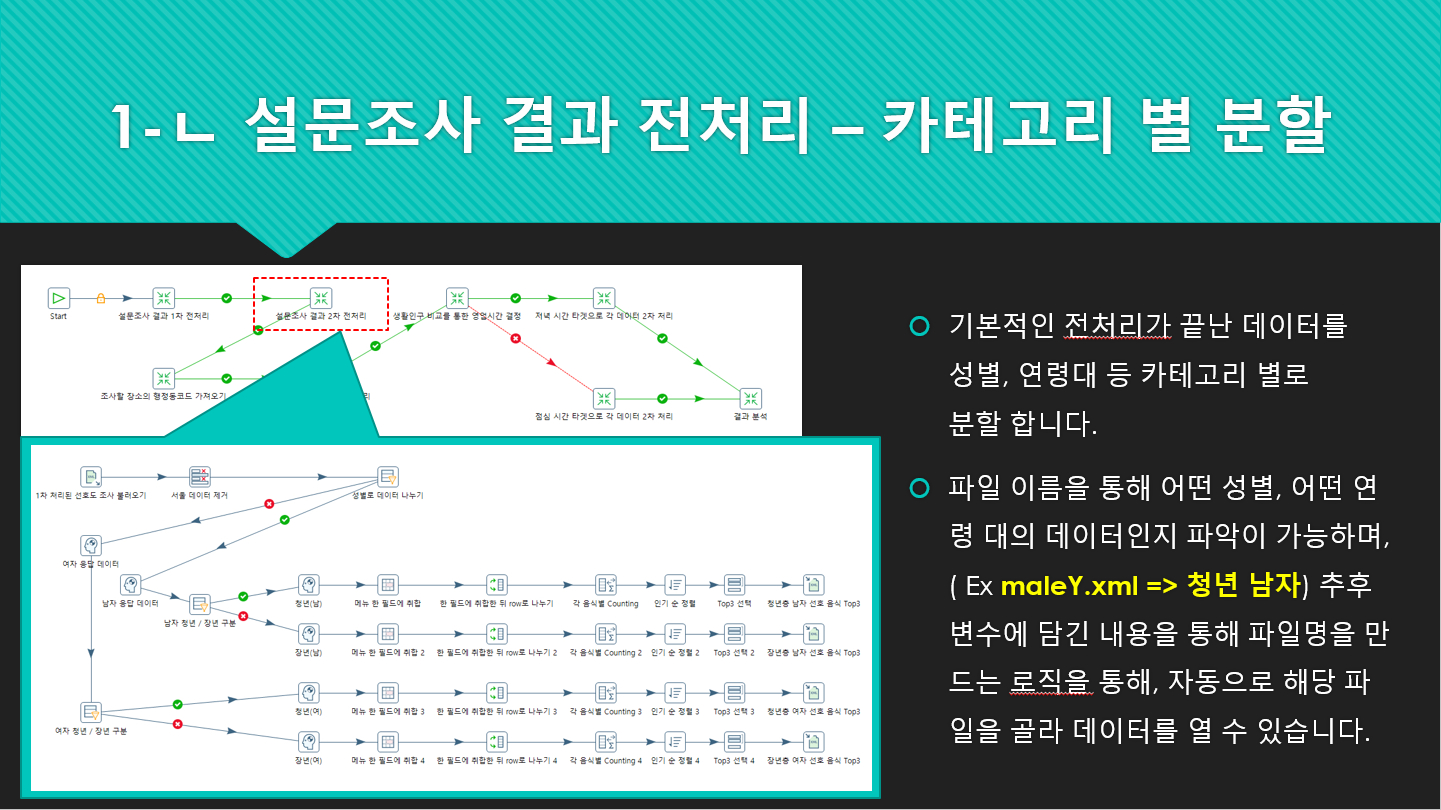 1-ㄴ 설문조사 결과 전처리 – 카테고리 별 분할
Start
설문조사 결과 1차 전처리
설문조사 결과 2차 전처리
생활인구 비교를 통한 영업시간 결정
저녁 시간 타겟으로 각 데이터 2차 처리
조사할 장소의 행정동코드 가져오기
리
점심 시간 타겟으로 각 데이터 2차 처리
결과 분석
1차 처리된 선호도 조사 불러오기
서울 데이터 제거
성별로 데이터 나누기
여자 응답 데이터
남자 응답 데이터
남자 청년 / 장년 구분
청년(남)
메뉴 한 필드에 취합
한 필드에 취합한 뒤 row로 나누기
각 음식별 Counting
인기 순 정렬
Top3 선택
청년층 남자 선호 음식 Top3
장년(남)
메뉴 한 필드에 취합 2
한 필드에 취합한 뒤 row로 나누기 2
각 음식별 Counting 2
인기 순 정렬 2
Top3 선택 2
장년층 남자 선호 음식 Top3
여자 청년 / 장년 구분
청년(여)
메뉴 한 필드에 취합 3
한 필드에 취합한 뒤 row로 나누기 3
각 음식별 Counting 3
인기 순 정렬 3
Top3 선택 3
청년층 여자 선호 음식 Top3
장년(여)
메뉴 한 필드에 취합 4
한 필드에 취합한 뒤 row로 나누기 4
각 음식별 Counting 4
인기 순 정렬 4
Top3 선택 4
장년층 여자 선호 음식 Top3
기본적인 전처리가 끝난 데이터를
성별, 연령대 등 카테고리 별로
분할 합니다.
파일 이름을 통해 어떤 성별, 어떤 연
령 대의 데이터인지 파악이 가능하며,
( Ex maleY.xml => 청년 남자) 추후
변수에 담긴 내용을 통해 파일명을 만
드는 로직을 통해, 자동으로 해당 파
일을 골라 데이터를 열 수 있습니다.